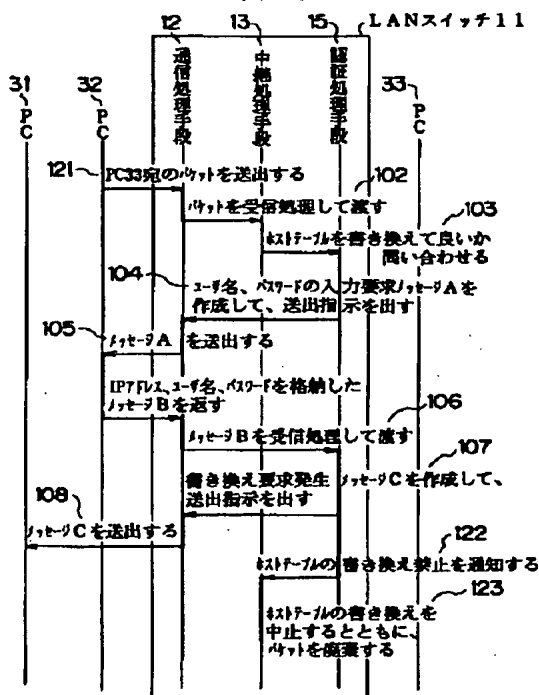 LANスイッチ11
12
13
15
31
32
33
PC
PC
通信処理手段
中継処理手段
認証処理手段
PC
121
PC33宛のパケットを送出する
102
パケットを受信処理して渡す
103
ホストテーブルを書き換えて良いか
問い合わせる
104
ユーザ名、パスワードの入力要求メッセージAを
作成して、送出指示を出す
105
メッセージA を送出する
IPアドレス、ユーザ名、パスワードを格納した
メッセージBを返す
106
メッセージBを受信処理して渡す
107
書き換え要求発生メッセージCを作成して、
送出指示を出す
108
メッセージCを送出する
122
ホストテーブルの書き換え禁止を通知する
123
ホストテーブルの書き換えを
中止するとともに、
パケットを廃棄する